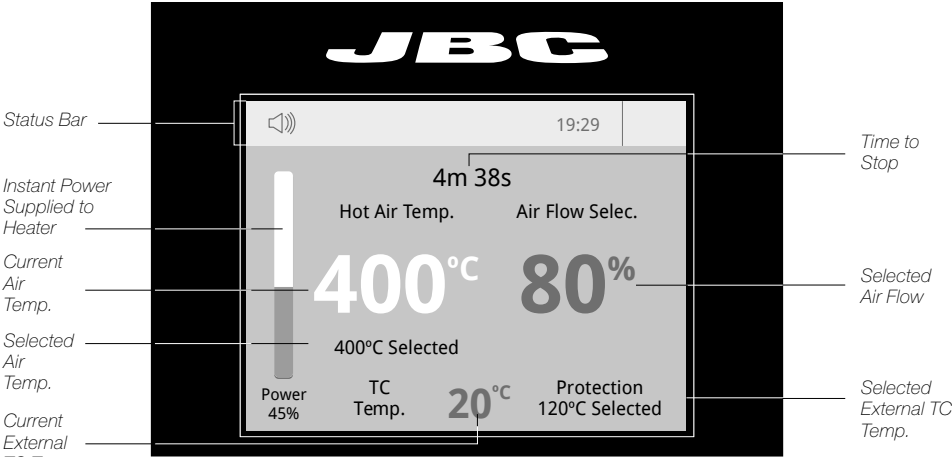 JBC
Status Bar
19:29
Time to
Stop
4m 38s
Instant Power
Supplied to
Heater
Hot Air Temp.
Air Flow Selec.
Current
Air
Temp.
400ºC
80%
Selected
Air Flow
Selected
Air
Temp.
400ºC Selected
Power
45%
TC
Temp.
20ºC
Protection
120ºC Selected
Selected
External TC
Temp.
Current
External